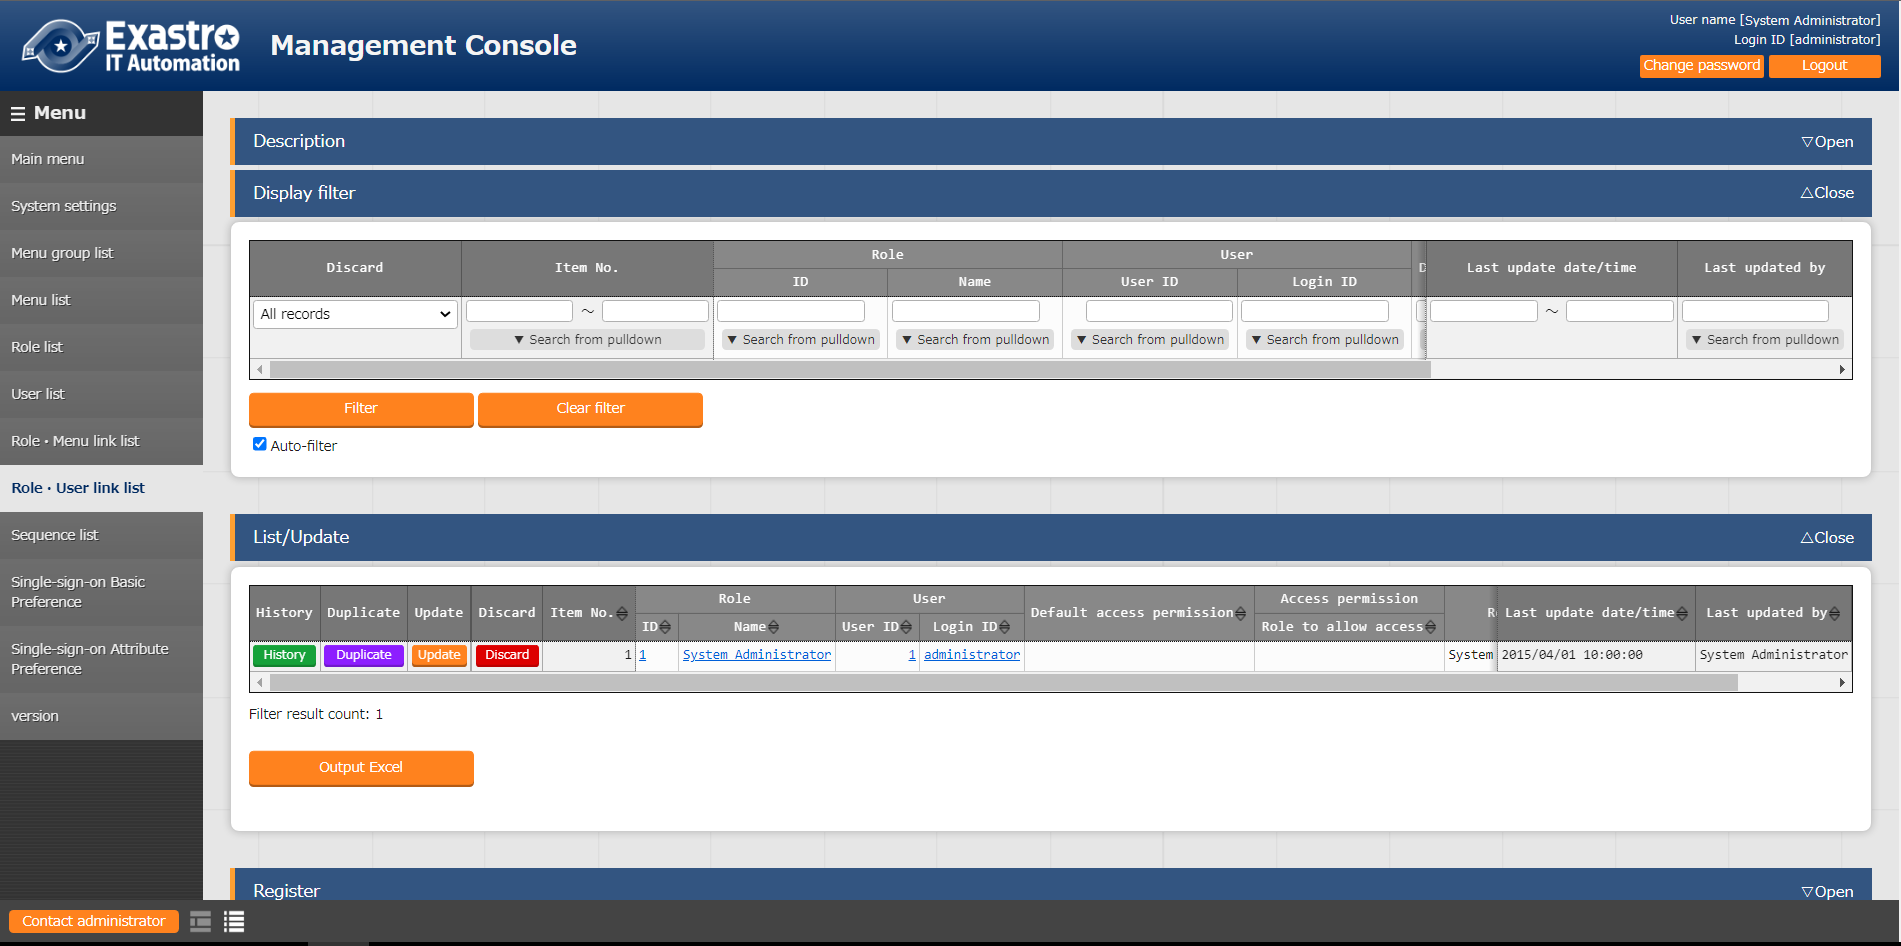 Exastro
IT Automation
Management Console
User name [System Administrator]
Login ID [administrator]
Change password Logout
Menu
Main menu
System settings
Menu group list
Menu list
Role list
User list
Role・Menu link list
Role・User link list
Sequence list
Single-sign-on Basic
Preference
Single-sign-on Attribute
Preference
version
Description ▽Open
Display filter △Close
Discard Item No. Role User Last update date/time Last updated by
ID Name User ID Login ID
All records ~ ~
▼ Search from pulldown ▼ Search from pulldown ▼ Search from pulldown ▼ Search from pulldown ▼ Search from pulldown ▼ Search from pulldown
Filter Clear filter
Auto-filter
List/Update △Close
History Duplicate Update Discard Item No. Role User Default access permission Access permission Last update date/time Last updated by
ID Name User ID Login ID Role to allow access
History Duplicate Update Discard 1 1 System Administrator 1 administrator System 2015/04/01 10:00:00 System Administrator
Filter result count: 1
Output Excel
Register ▽Open
Contact administrator